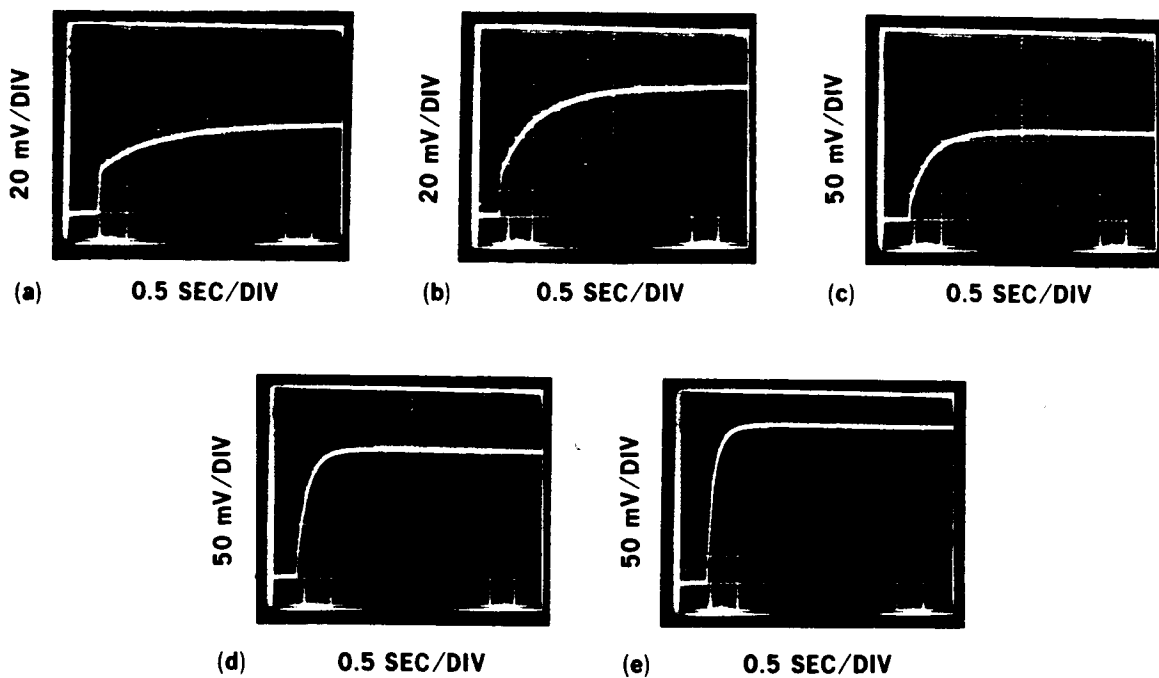 20 mV/DIV
(a) 0.5 SEC/DIV
20 mV/DIV
(b) 0.5 SEC/DIV
50 mV/DIV
(c) 0.5 SEC/DIV
50 mV/DIV
(d) 0.5 SEC/DIV
50 mV/DIV
(e) 0.5 SEC/DIV